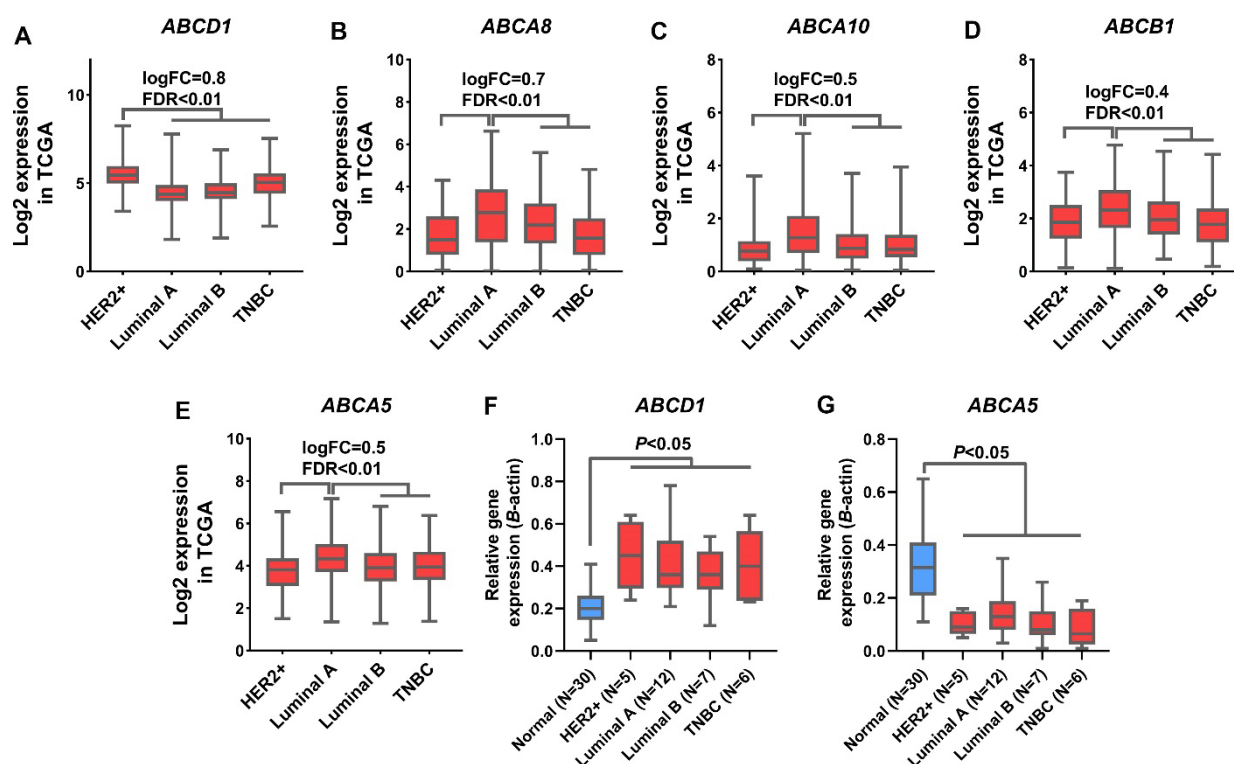 A
ABCD1
Log2 expression
in TCGA
10
5
0
logFC=0.8
FDR<0.01
HER2+
Luminal A
Luminal B
TNBC
B
ABCA8
Log2 expression
in TCGA
10
8
6
4
2
0
logFC=0.7
FDR<0.01
HER2+
Luminal A
Luminal B
TNBC
C
ABCA10
Log2 expression
in TCGA
8
6
4
2
0
logFC=0.5
FDR<0.01
HER2+
Luminal A
Luminal B
TNBC
D
ABCB1
Log2 expression
in TCGA
8
6
4
2
0
logFC=0.4
FDR<0.01
HER2+
Luminal A
Luminal B
TNBC
E
ABCA5
Log2 expression
in TCGA
10
8
6
4
2
0
logFC=0.5
FDR<0.01
HER2+
Luminal A
Luminal B
TNBC
F
ABCD1
Relative gene
expression (B-actin)
1.0
0.8
0.6
0.4
0.2
0.0
P<0.05
Normal (N=30)
HER2+ (N=5)
Luminal A (N=12)
Luminal B (N=7)
TNBC (N=6)
G
ABCA5
Relative gene
expression (B-actin)
0.8
0.6
0.4
0.2
0.0
P<0.05
Normal (N=30)
HER2+ (N=5)
Luminal A (N=12)
Luminal B (N=7)
TNBC (N=6)